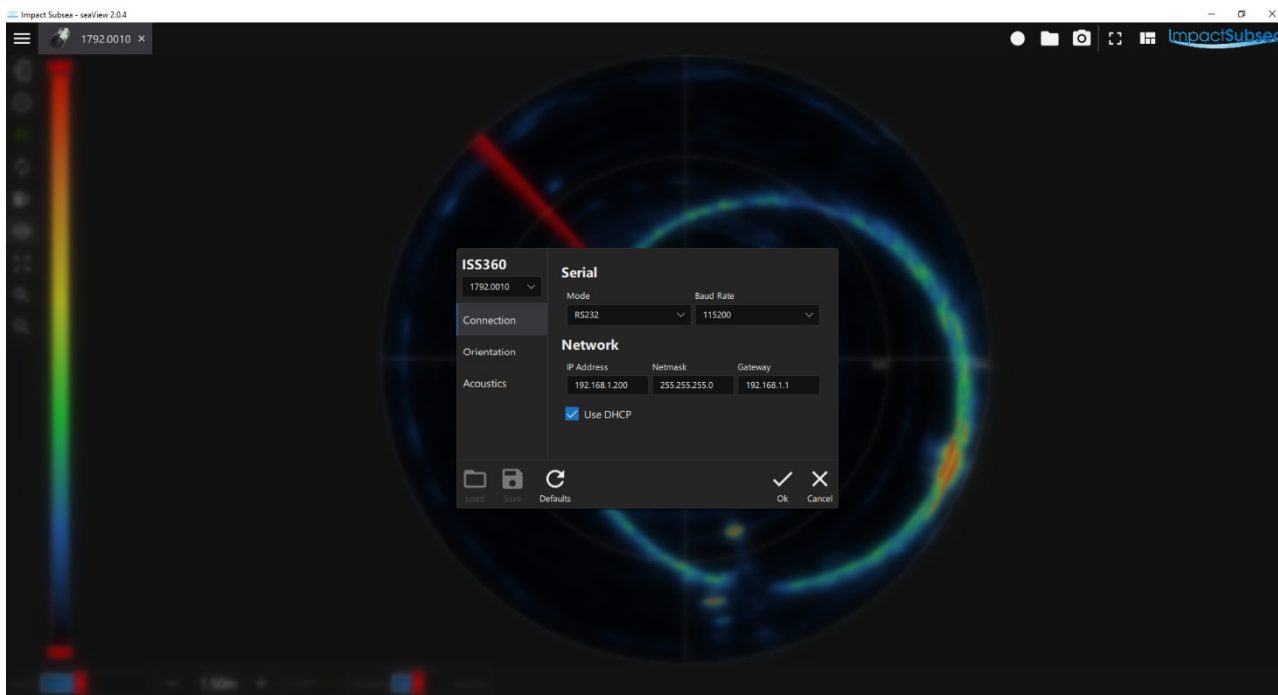 Impact Subsea - seaView 2.0.4
1792.0010
ImpactSubsea
ISS360
1792.0010
Connection
Orientation
Acoustics
Serial
Mode Baud Rate
RS232 115200
Network
IP Address Netmask Gateway
192.168.1.200 255.255.255.0 192.168.1.1
Use DHCP
Load Save Defaults Ok Cancel
1.50m